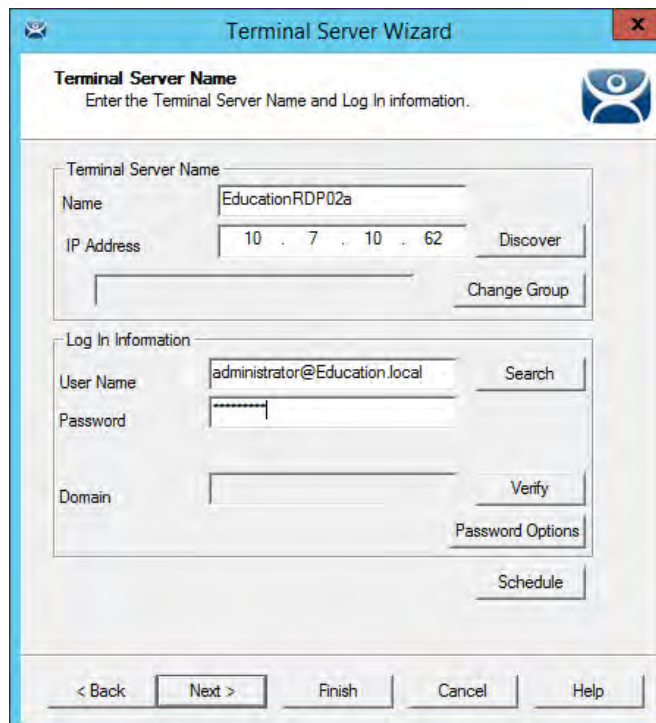 Terminal Server Wizard
x
Terminal Server Name
Enter the Terminal Server Name and Log In information.
Terminal Server Name
Name EducationRDP02a
IP Address 10 . 7 . 10 . 62 Discover
Change Group
Log In Information
User Name administrator@Education.local Search
Password *********
Domain Verify
Password Options
Schedule
< Back Next > Finish Cancel Help